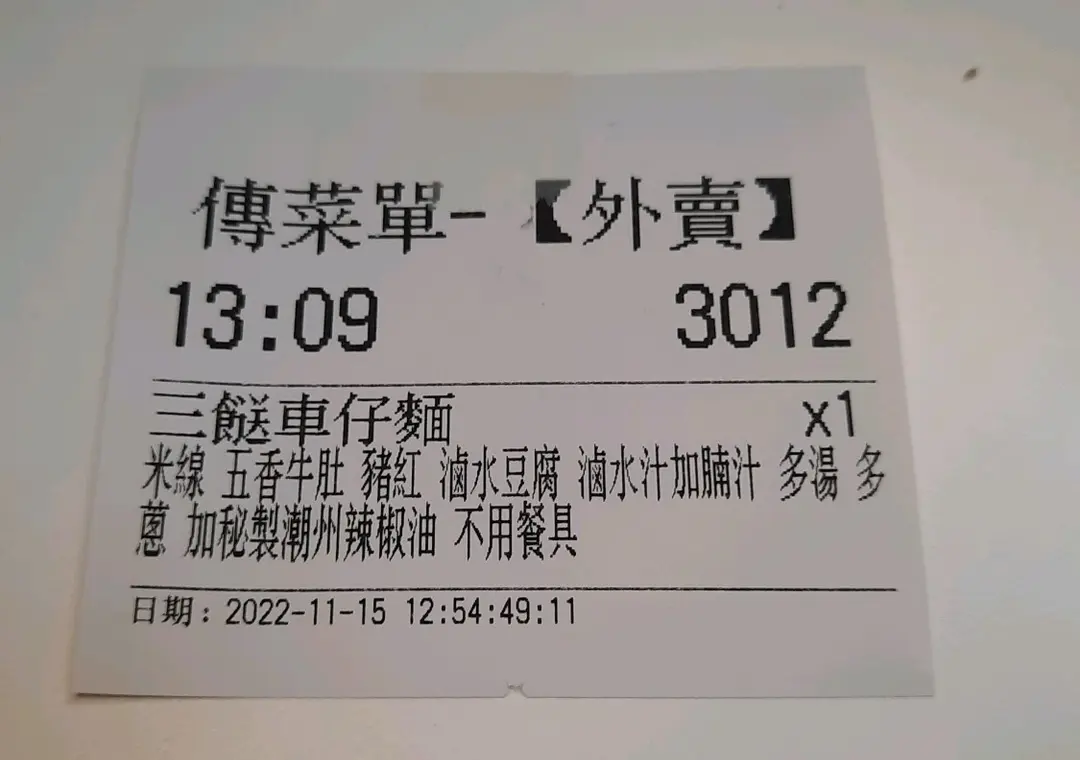 傳菜單-【外賣】
13:09 3012
三餸車仔麵 x1
米線 五香牛肚 豬紅 滷水豆腐 滷水汁加腩汁 多湯 多
蔥 加秘製潮州辣椒油 不用餐具
日期: 2022-11-15 12:54:49:11